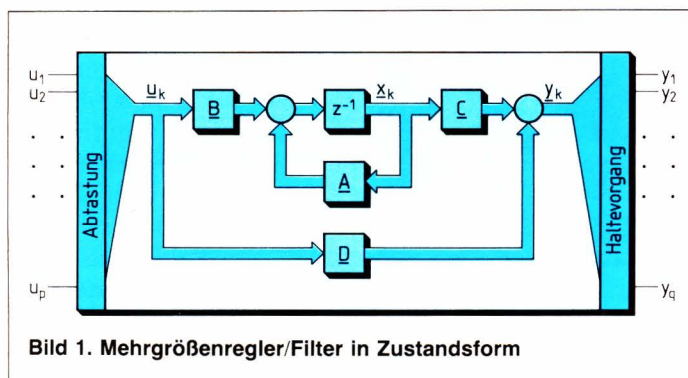 u1
u2
up
Abtastung
uk
B
z⁻¹
xk
C
yk
A
D
Haltevorgang
y1
y2
yq
Bild 1. Mehrgrößenregler/Filter in Zustandsform